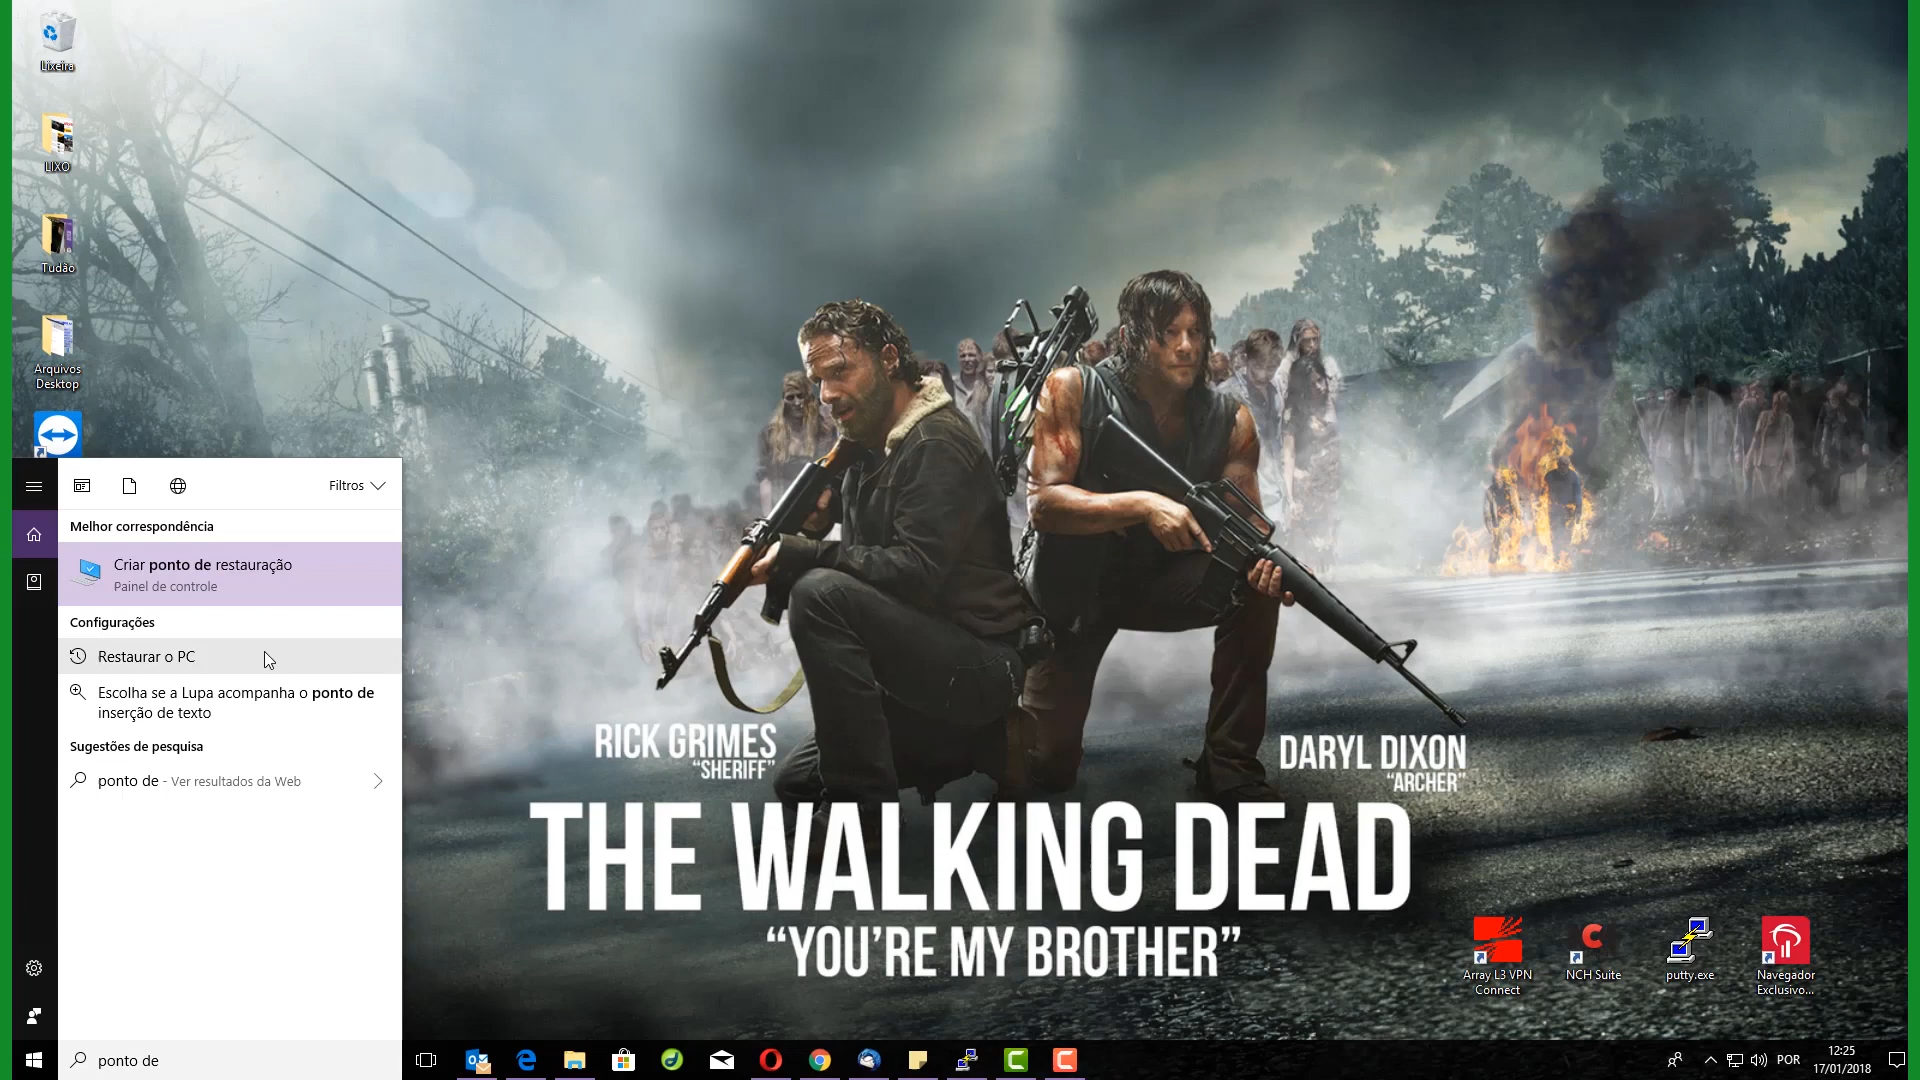 Lixeira
LIXO
Tudão
Arquivos
Desktop
Filtros
Melhor correspondência
Criar ponto de restauração
Painel de controle
Configurações
Restaurar o PC
Escolha se a Lupa acompanha o ponto de
inserção de texto
Sugestões de pesquisa
ponto de - Ver resultados da Web
ponto de
RICK GRIMES
“SHERIFF”
DARYL DIXON
“ARCHER”
THE WALKING DEAD
“YOU’RE MY BROTHER”
Array L3 VPN
Connect
NCH Suite
putty.exe
Navegador
Exclusivo...
POR
12:25
17/01/2018